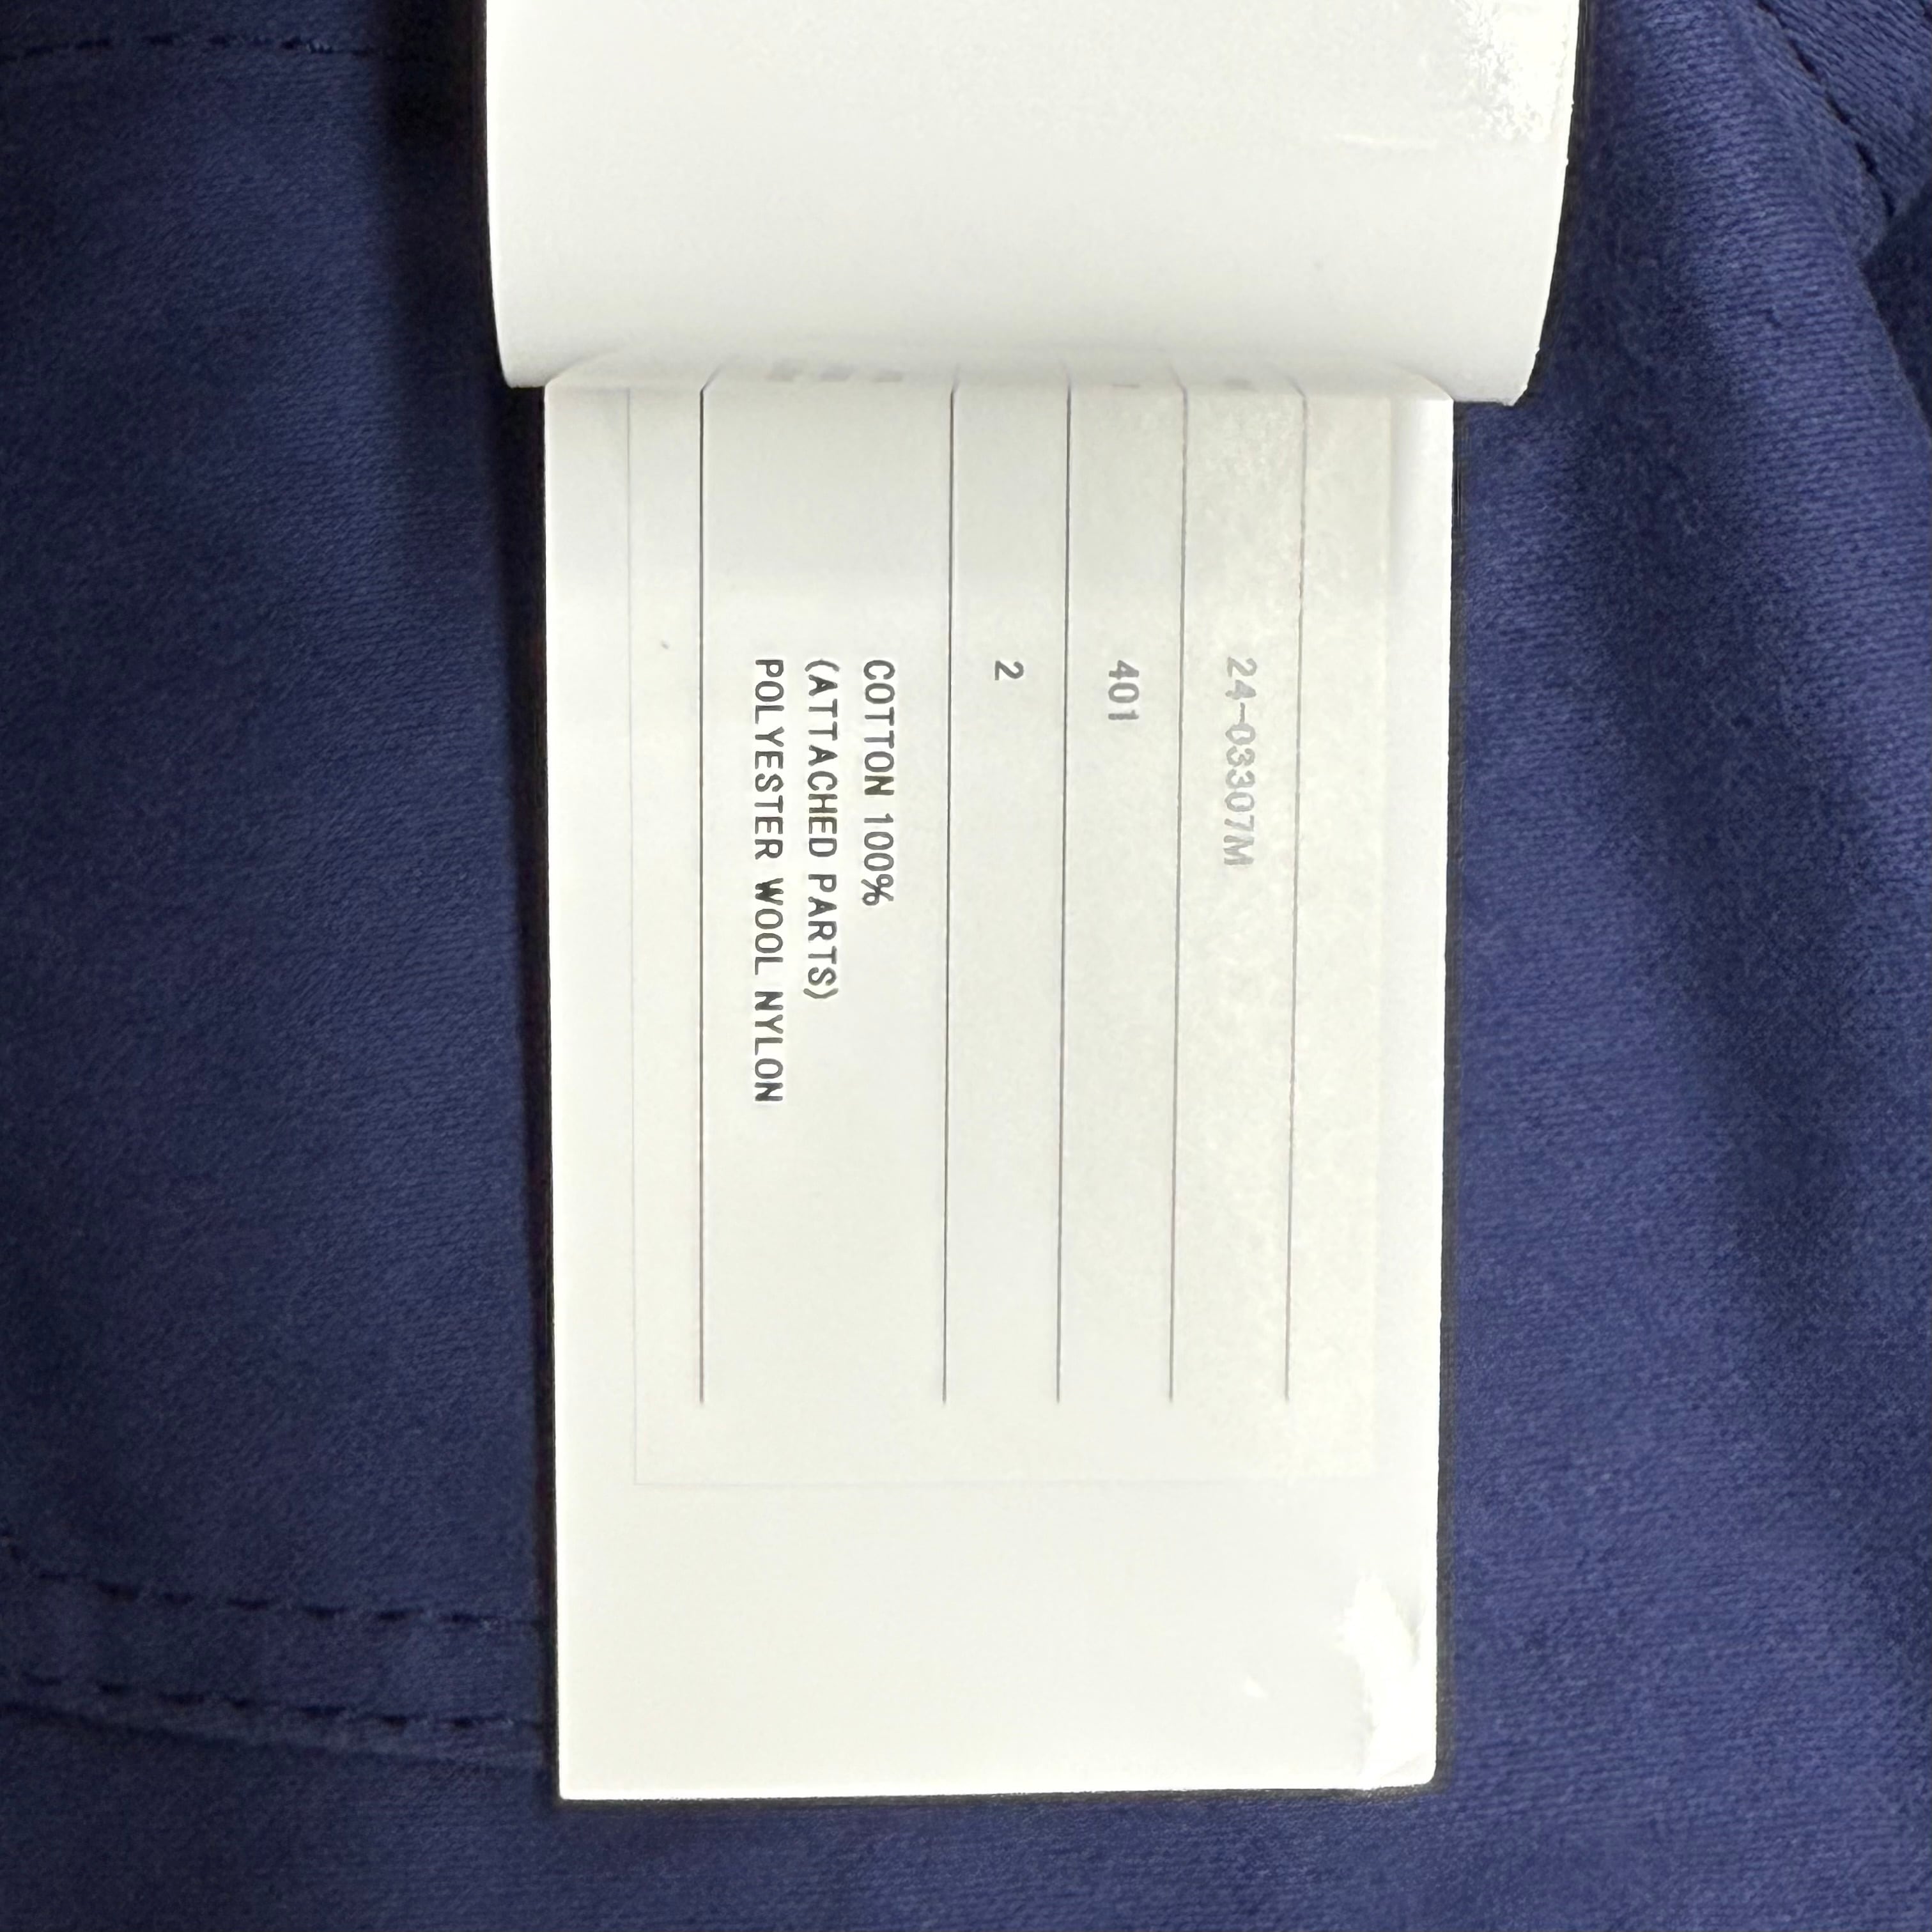 24-03307M
401
2
COTTON 100%
(ATTACHED PARTS)
POLYESTER WOOL NYLON